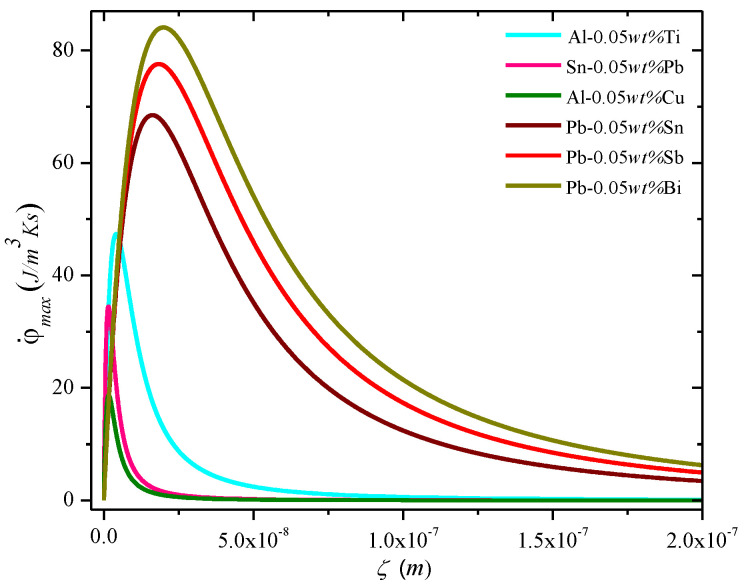 Al-0.05wt%Ti
Sn-0.05wt%Pb
Al-0.05wt%Cu
Pb-0.05wt%Sn
Pb-0.05wt%Sb
Pb-0.05wt%Bi
φ̇max (J/m³Ks)
80
60
40
20
0
0.0 5.0x10⁻⁸ 1.0x10⁻⁷ 1.5x10⁻⁷ 2.0x10⁻⁷
ζ (m)